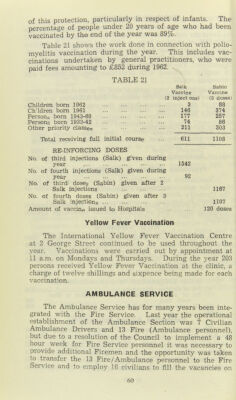 of this protection, particularly in respect of infants. The
percentage of people under 20 years of age who had been
vaccinated by the end of the year was 89%.
Table 21 shows the work done in connection with polio-
myelitis vaccination during the year. This includes vac-
cinations undertaken by general practitioners, who were
paid fees amounting to £852 during 1962.
TABLE 21
Salk Vaccine (2 injections) Sabin Vaccine (3 doses)
Children born 1962 ... 3 88
Children born 1961 ... 146 374
Persons born 1943-60 ... 177 257
Persons born 1933-42 ... 74 86
Other priority classes ... 211 303
Total receiving full initial course 611 1108
RE-INFORCING DOSES
No. of third injections (Salk) given during
year ... 1542
No. of fourth injections (Salk) given during
year ... 92
No. of third doses (Sabin) given after 2
Salk injections ... 1167
No. of fourth doses (Sabin) given after 3
Salk injections ... 1107
Amount of vaccine issued to Hospitals ... 120 doses
Yellow Fever Vaccination
The International Yellow Fever Vaccination Centre
at 2 George Street continued to be used throughout the
year. Vaccinations were carried out by appointment at
11 a.m. on Mondays and Thursdays. During the year 203
persons received Yellow Fever Vaccination at the clinic, a
charge of twelve shillings and sixpence being made for each
vaccination.
AMBULANCE SERVICE
The Ambulance Service has for many years been inte-
grated with the Fire Service. Last year the operational
establishment of the Ambulance Section was 7 Civilian
Ambulance Drivers and 13 Fire (Ambulance personnel),
but due to a resolution of the Council to implement a 48
hour week for Fire Service personnel it was necessary to
provide additional Firemen and the opportunity was taken
to transfer the 13 Fire/Ambulance personnel to the Fire
Service and to employ 16 civilians to fill the vacancies on
60